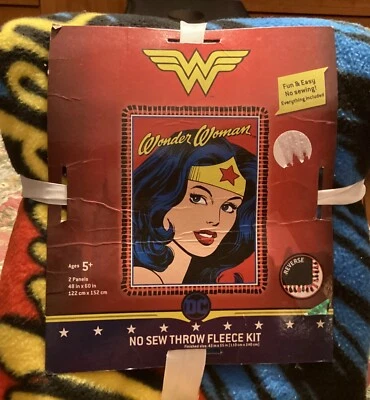 Fun & Easy
No sewing!
Everything Included
Wonder Woman
Ages 5+
2 Panels
48 in x 60 in
122 cm x 152 cm
REVERSE
DC
NO SEW THROW FLEECE KIT